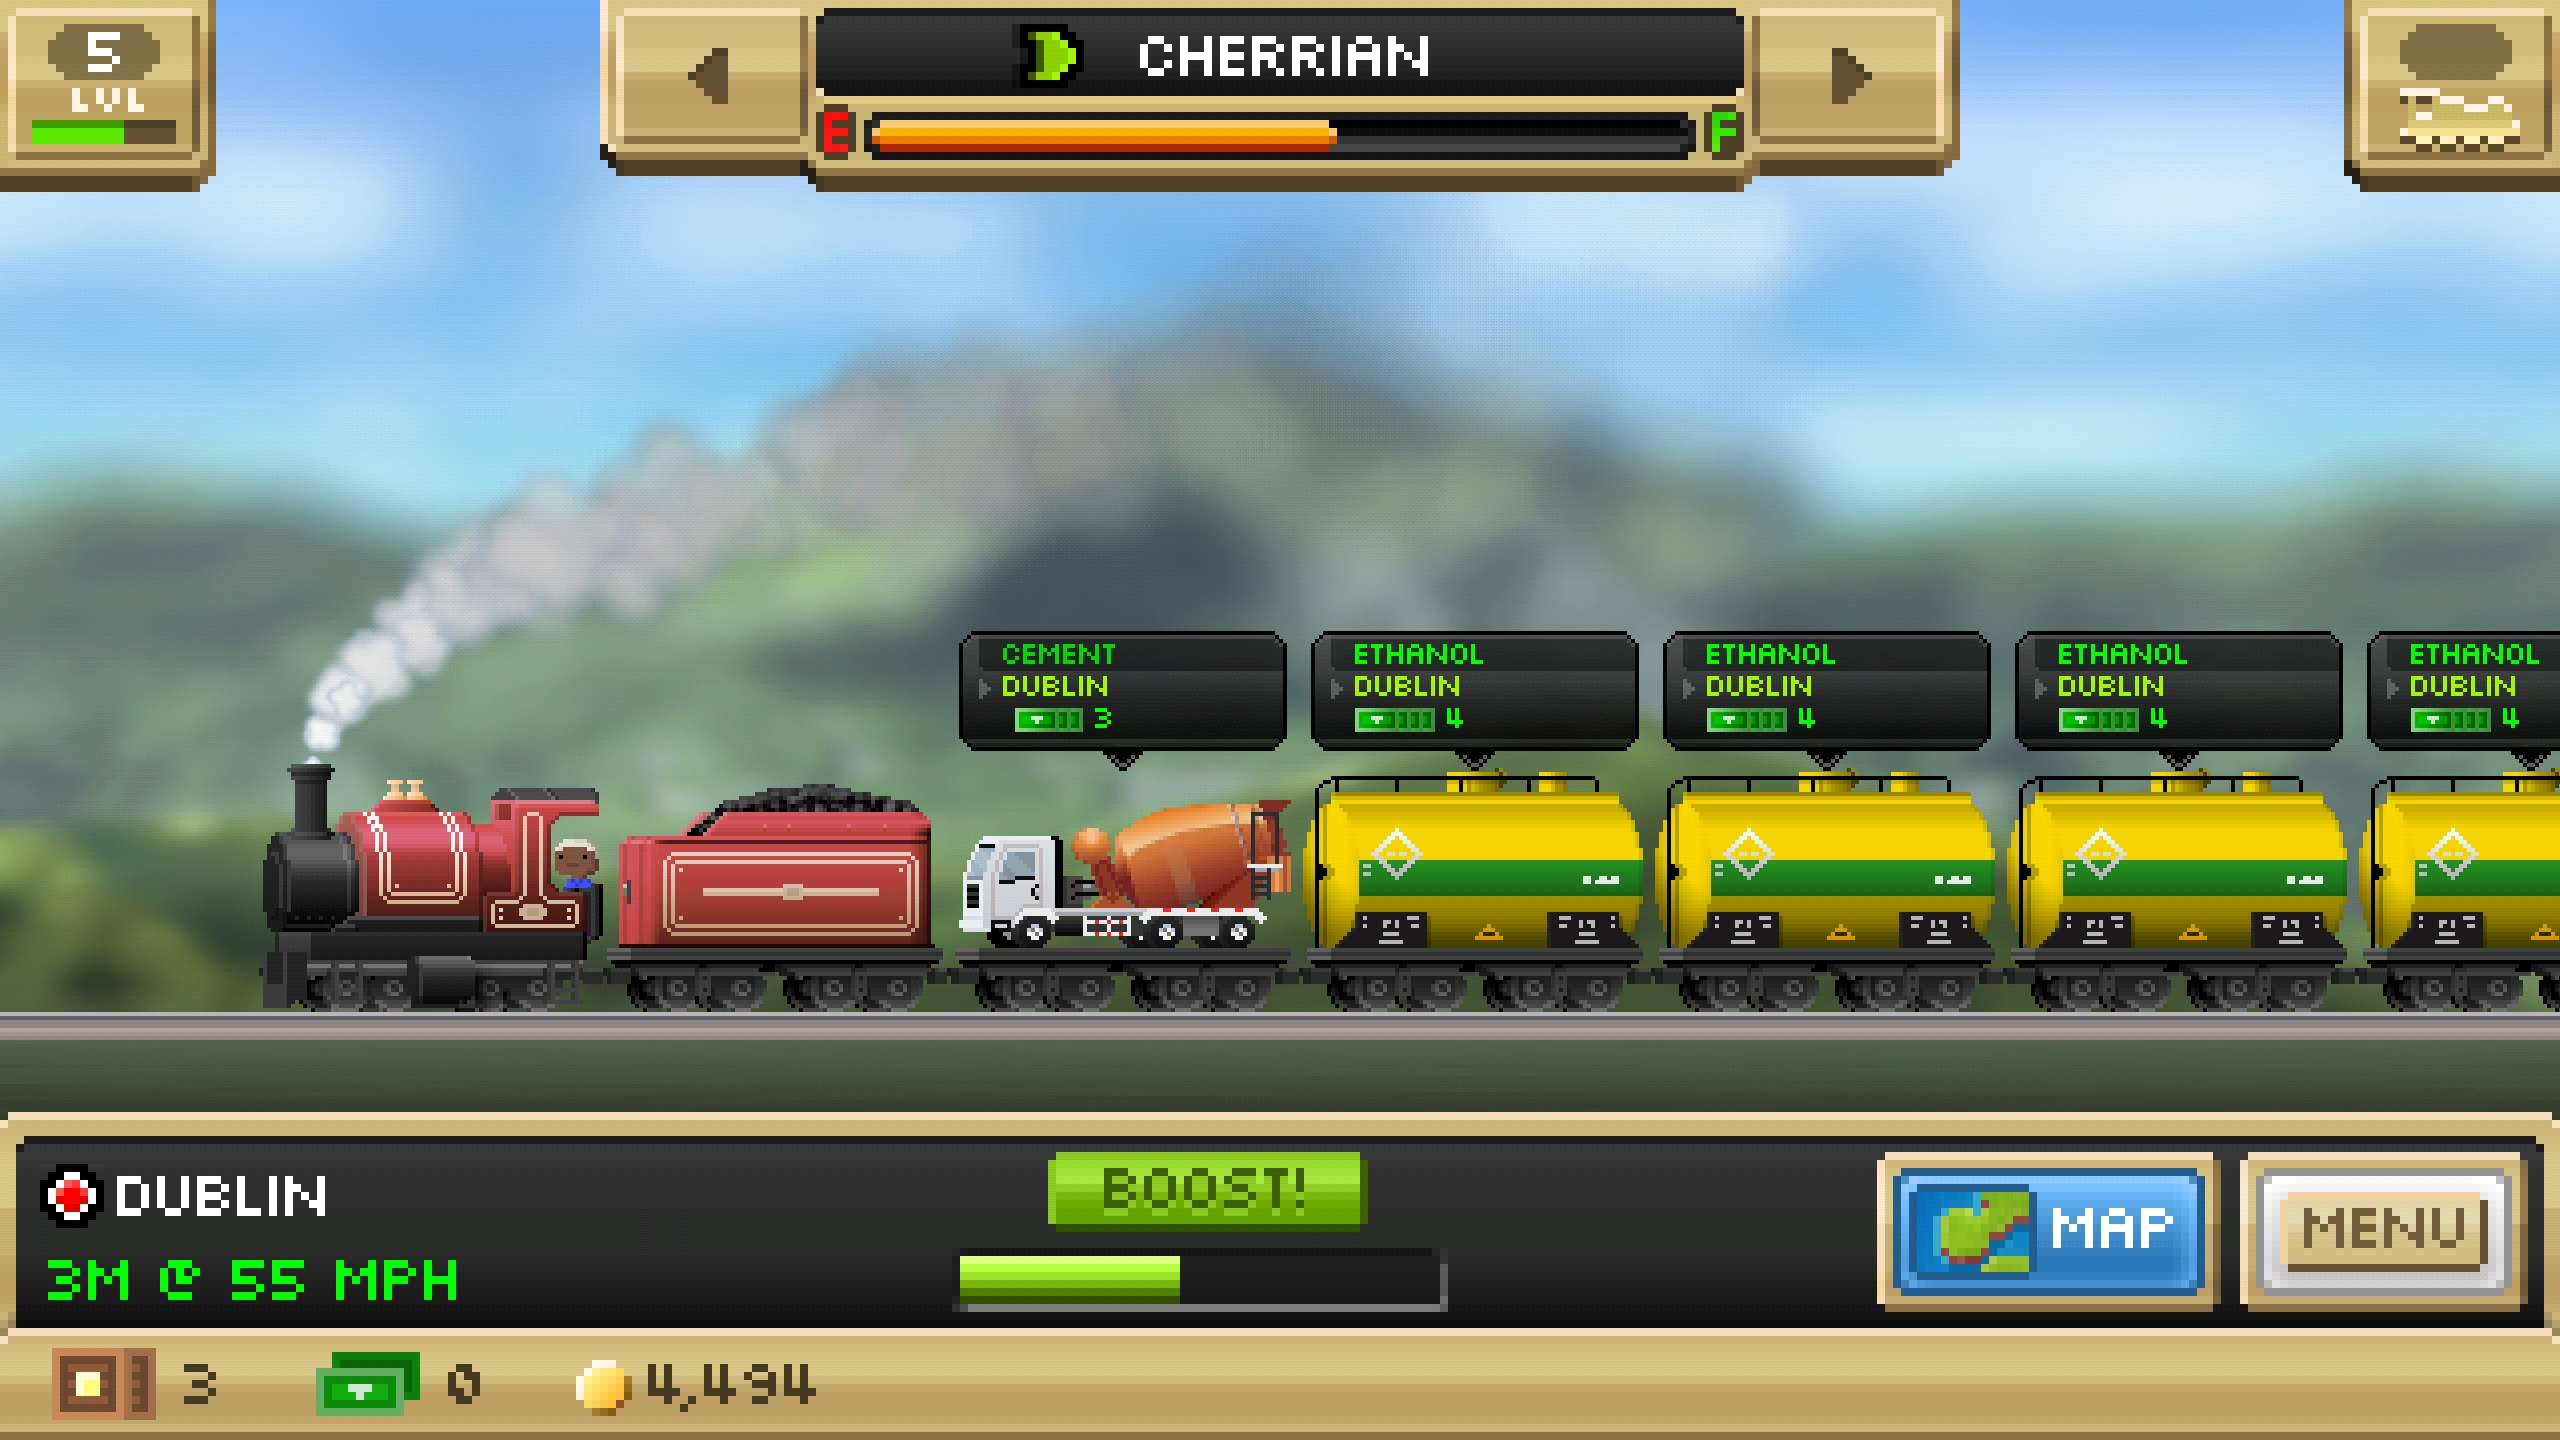 5
LVL
CHERRIAN
E F
CEMENT
DUBLIN
3
ETHANOL
DUBLIN
4
ETHANOL
DUBLIN
4
ETHANOL
DUBLIN
4
ETHANOL
DUBLIN
4
DUBLIN
3M @ 55 MPH
BOOST!
MAP
MENU
3
0
4,494